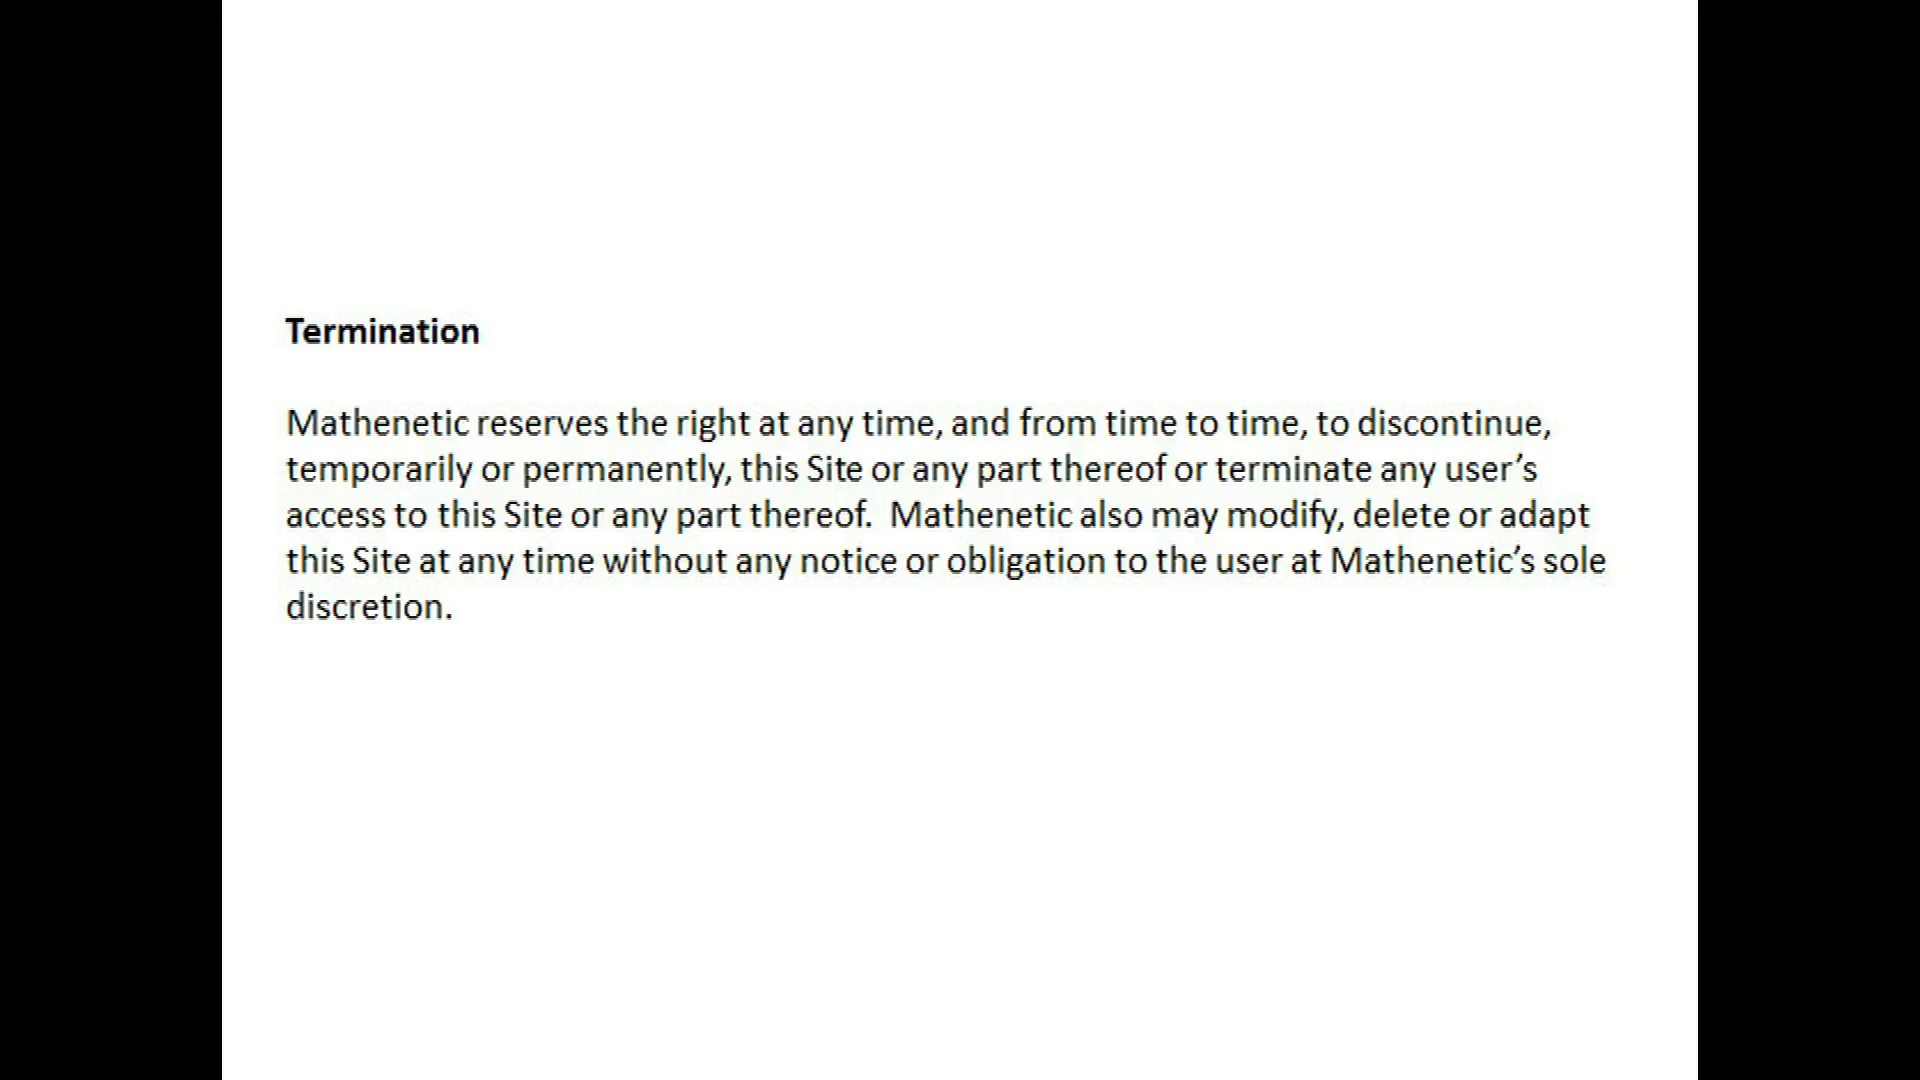 Termination
Mathenetic reserves the right at any time, and from time to time, to discontinue,
temporarily or permanently, this Site or any part thereof or terminate any user’s
access to this Site or any part thereof.  Mathenetic also may modify, delete or adapt
this Site at any time without any notice or obligation to the user at Mathenetic’s sole
discretion.